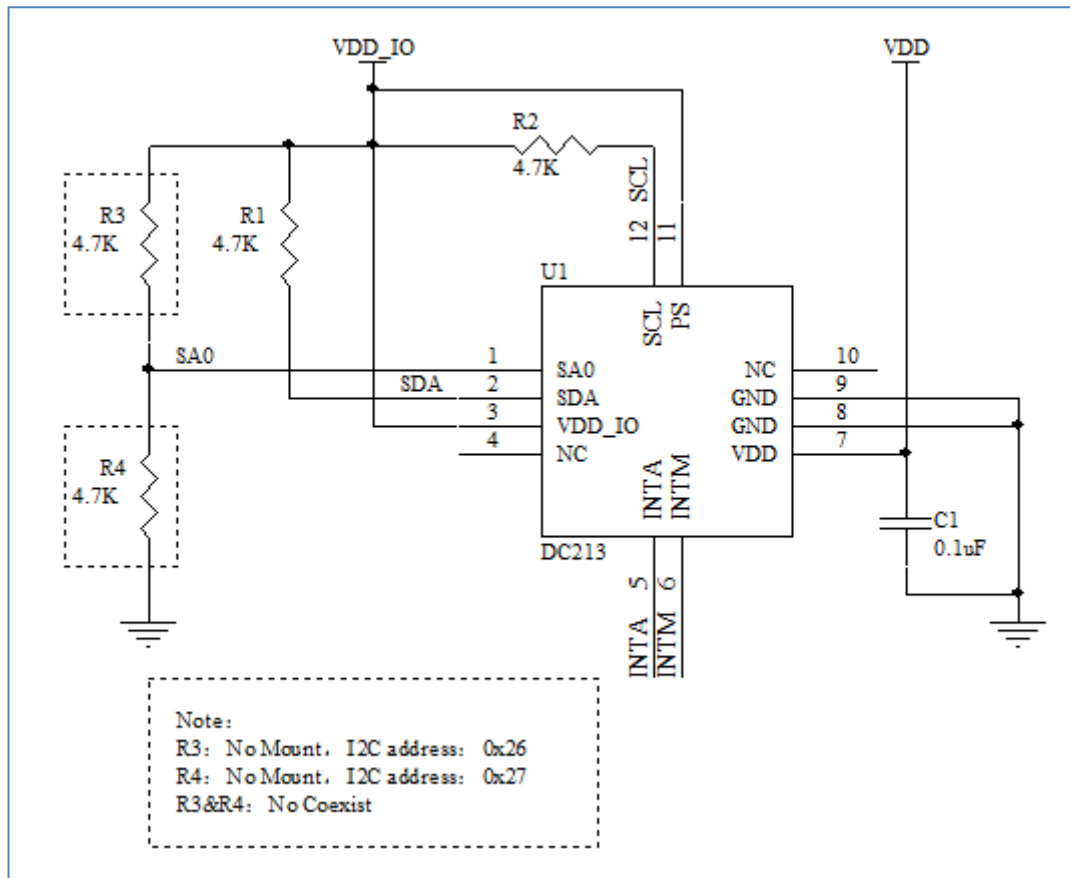 VDD_IO
VDD
R2
4.7K
SCL
12
11
R3
4.7K
R1
4.7K
U1
SCL
PS
SA0
1
SA0
NC
10
SDA
2
SDA
GND
9
3
VDD_IO
GND
8
4
NC
VDD
7
R4
4.7K
INTA
INTM
C1
0.1uF
DC213
5
6
INTA
INTM
Note：
R3：No Mount，I2C address：0x26
R4：No Mount，I2C address：0x27
R3&R4：No Coexist